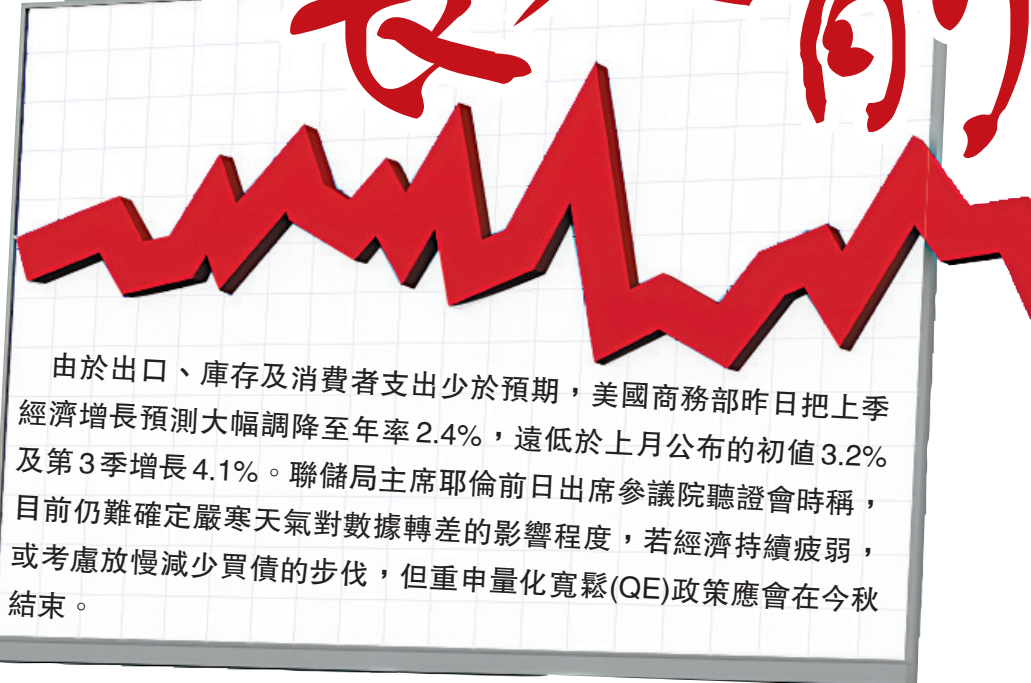 由於出口、庫存及消費者支出少於預期，美國商務部昨日把上季
經濟增長預測大幅調降至年率2.4%，遠低於上月公布的初值3.2%
及第3季增長4.1%。聯儲局主席耶倫前日出席參議院聽證會時稱，
目前仍難確定嚴寒天氣對數據轉差的影響程度，若經濟持續疲弱，
或考慮放慢減少買債的步伐，但重申量化寬鬆(QE)政策應會在今秋
結束。